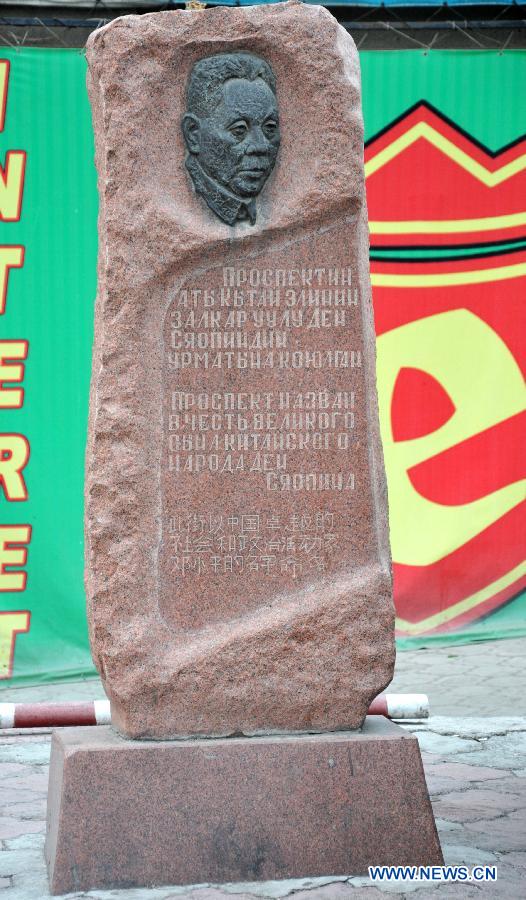 ПРОСПЕКТИН
АТЫ КЫТАЙ ЭЛИНИН
ЗАЛКАР УУЛУ ДЕН
СЯОПИНДИН
УРМАТЫНА КОЮЛГАН
ПРОСПЕКТ НАЗВАН
В ЧЕСТЬ ВЕЛИКОГО
СЫНА КИТАЙСКОГО
НАРОДА ДЕН
СЯОПИНА
此街以中国卓越的
社会和政治活动家
邓小平的名字命名
WWW.NEWS.CN